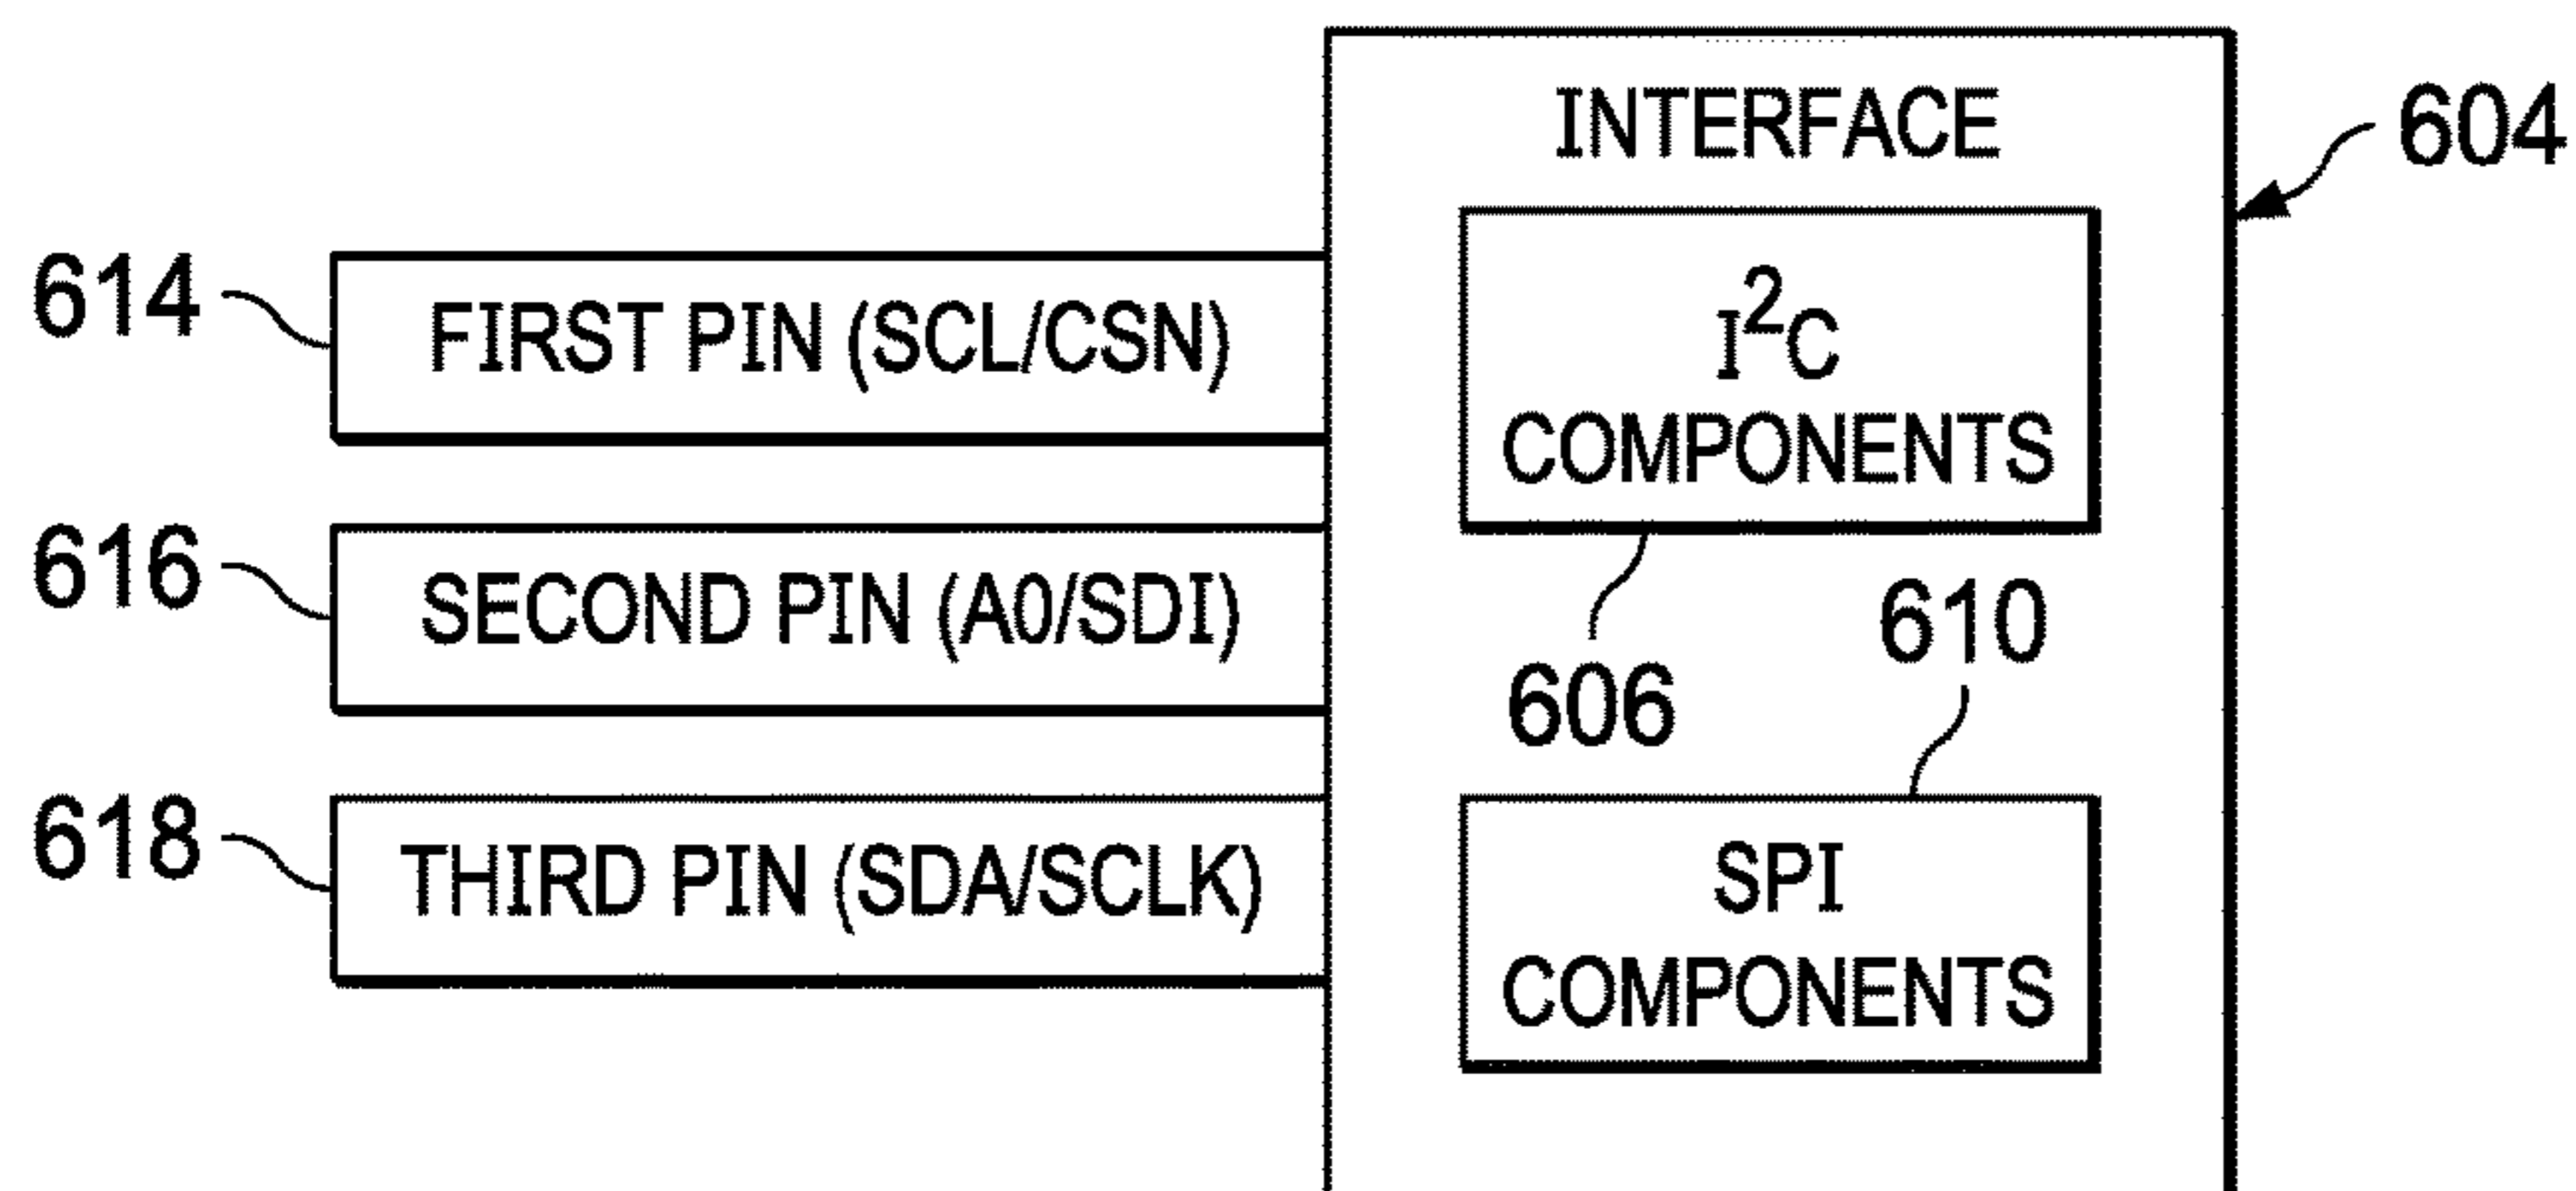 INTERFACE
604
614
FIRST PIN (SCL/CSN)
I²C
COMPONENTS
616
SECOND PIN (A0/SDI)
606
610
618
THIRD PIN (SDA/SCLK)
SPI
COMPONENTS